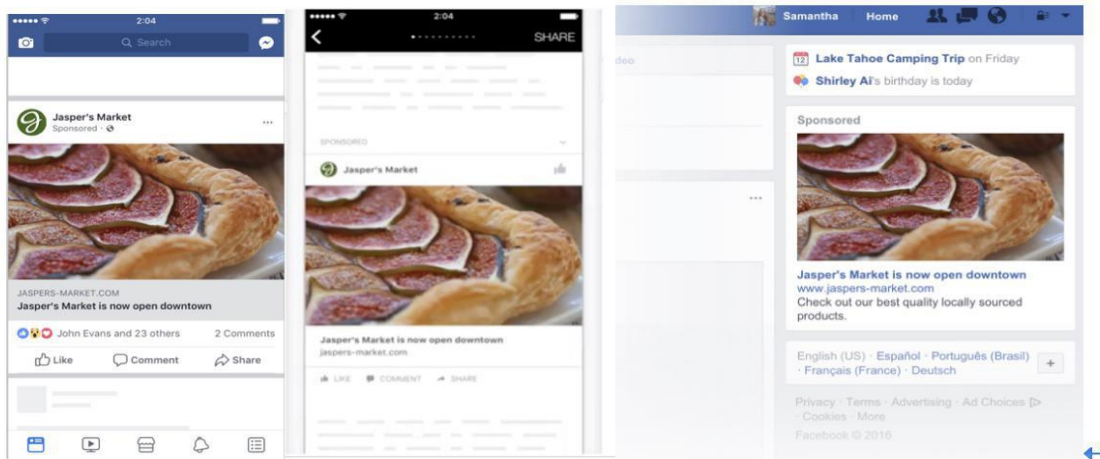 2:04
Search
Jasper's Market
Sponsored ·
JASPERS-MARKET.COM
Jasper's Market is now open downtown
John Evans and 23 others 2 Comments
Like Comment Share
2:04
SHARE
SPONSORED
Jasper's Market
Jasper's Market is now open downtown
jaspers-market.com
LIKE COMMENT SHARE
Samantha Home
12 Lake Tahoe Camping Trip on Friday
Shirley Ai's birthday is today
Sponsored
Jasper's Market is now open downtown
www.jaspers-market.com
Check out our best quality locally sourced
products.
English (US) · Español · Português (Brasil)
· Français (France) · Deutsch
+
Privacy · Terms · Advertising · Ad Choices
· Cookies · More
Facebook © 2016